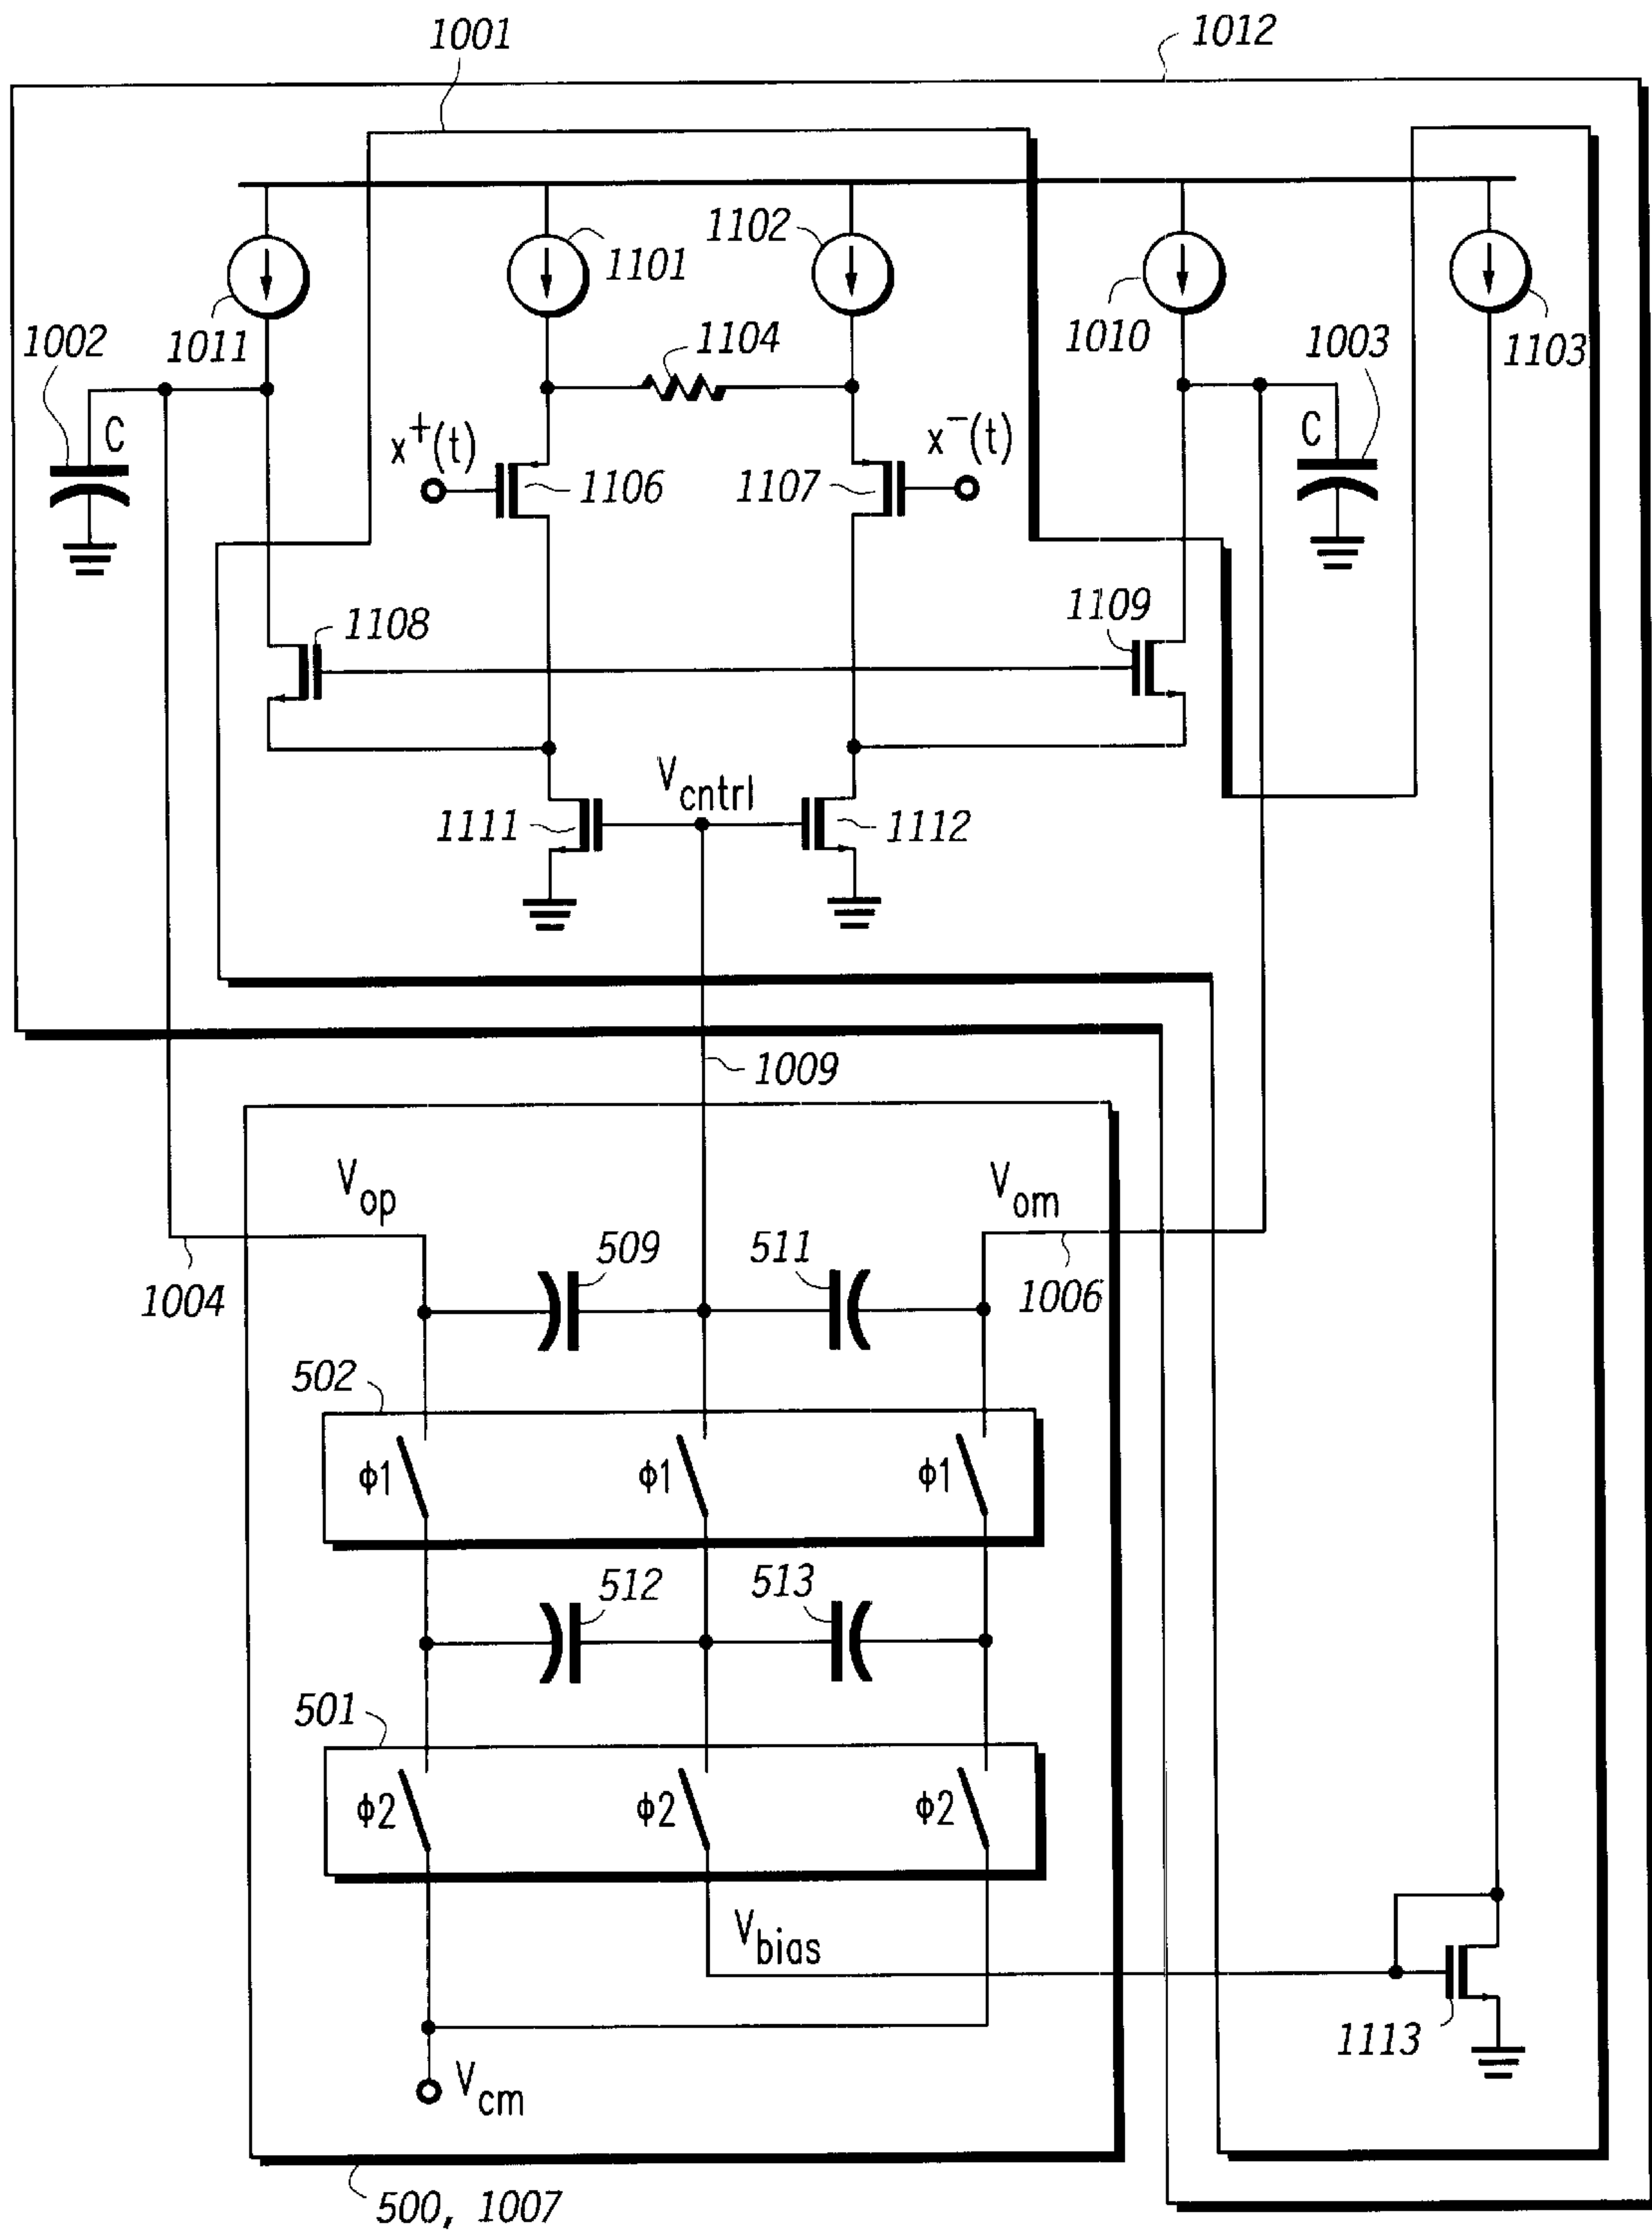 1001
1012
1102
1101
1011
1010
1103
1002
1104
1003
C
C
x+(t)
x−(t)
1106
1107
1108
1109
Vcntrl
1111
1112
1009
Vop
Vom
509
511
1004
1006
502
ϕ1
ϕ1
ϕ1
512
513
501
ϕ2
ϕ2
ϕ2
Vbias
1113
Vcm
500, 1007